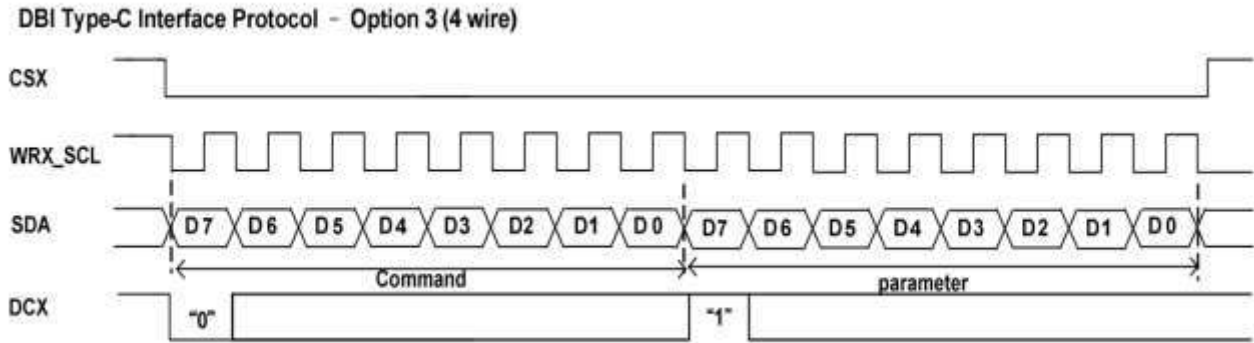 DBI Type-C Interface Protocol - Option 3 (4 wire)
CSX
WRX_SCL
SDA D7 D6 D5 D4 D3 D2 D1 D0 D7 D6 D5 D4 D3 D2 D1 D0
Command parameter
DCX "0" "1"